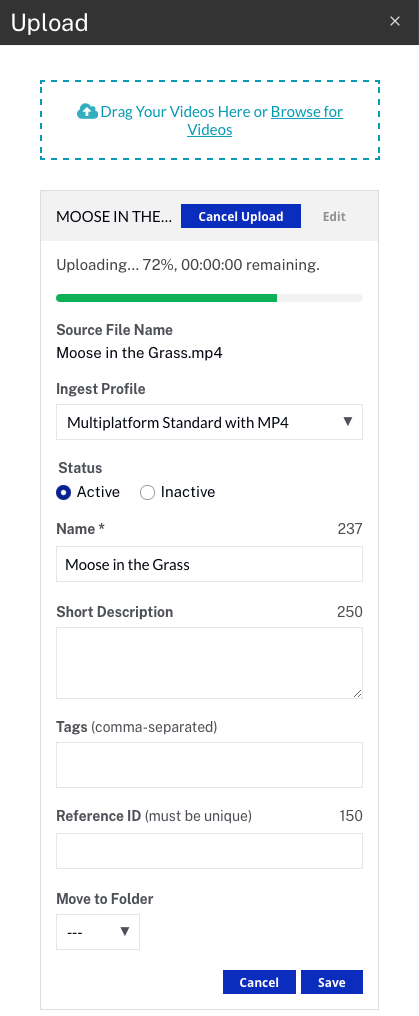 Upload
×
Drag Your Videos Here or Browse for
Videos
MOOSE IN THE... Cancel Upload Edit
Uploading... 72%, 00:00:00 remaining.
Source File Name
Moose in the Grass.mp4
Ingest Profile
Multiplatform Standard with MP4
Status
Active Inactive
Name * 237
Moose in the Grass
Short Description 250
Tags (comma-separated)
Reference ID (must be unique) 150
Move to Folder
---
Cancel Save